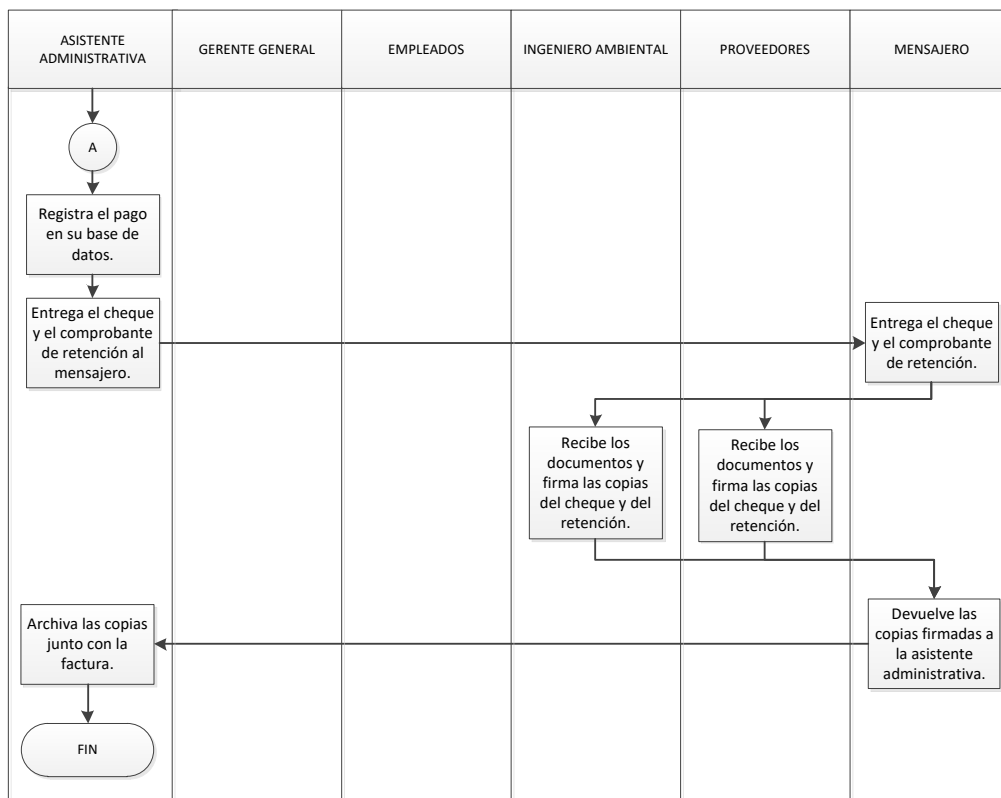 ASISTENTE
ADMINISTRATIVA
GERENTE GENERAL
EMPLEADOS
INGENIERO AMBIENTAL
PROVEEDORES
MENSAJERO
A
Registra el pago
en su base de
datos.
Entrega el cheque
y el comprobante
de retención al
mensajero.
Entrega el cheque
y el comprobante
de retención.
Recibe los
documentos y
firma las copias
del cheque y del
retención.
Recibe los
documentos y
firma las copias
del cheque y del
retención.
Devuelve las
copias firmadas a
la asistente
administrativa.
Archiva las copias
junto con la
factura.
FIN